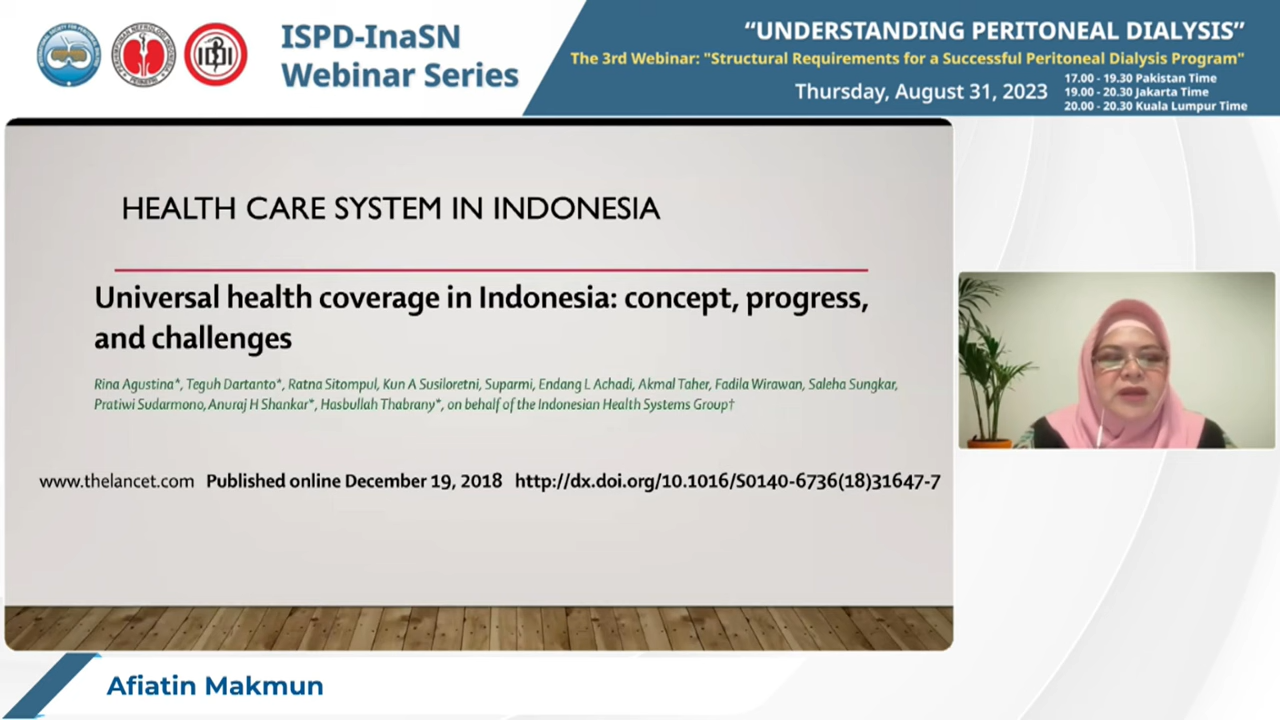 ISPD-InaSN
Webinar Series
“UNDERSTANDING PERITONEAL DIALYSIS”
The 3rd Webinar: "Structural Requirements for a Successful Peritoneal Dialysis Program"
Thursday, August 31, 2023
17.00 - 19.30 Pakistan Time
19.00 - 20.30 Jakarta Time
20.00 - 20.30 Kuala Lumpur Time
HEALTH CARE SYSTEM IN INDONESIA
Universal health coverage in Indonesia: concept, progress,
and challenges
Rina Agustina*, Teguh Dartanto*, Ratna Sitompul, Kun A Susiloretni, Suparmi, Endang L Achadi, Akmal Taher, Fadila Wirawan, Saleha Sungkar,
Pratiwi Sudarmono, Anuraj H Shankar*, Hasbullah Thabrany*, on behalf of the Indonesian Health Systems Group†
www.thelancet.com Published online December 19, 2018 http://dx.doi.org/10.1016/S0140-6736(18)31647-7
Afiatin Makmun